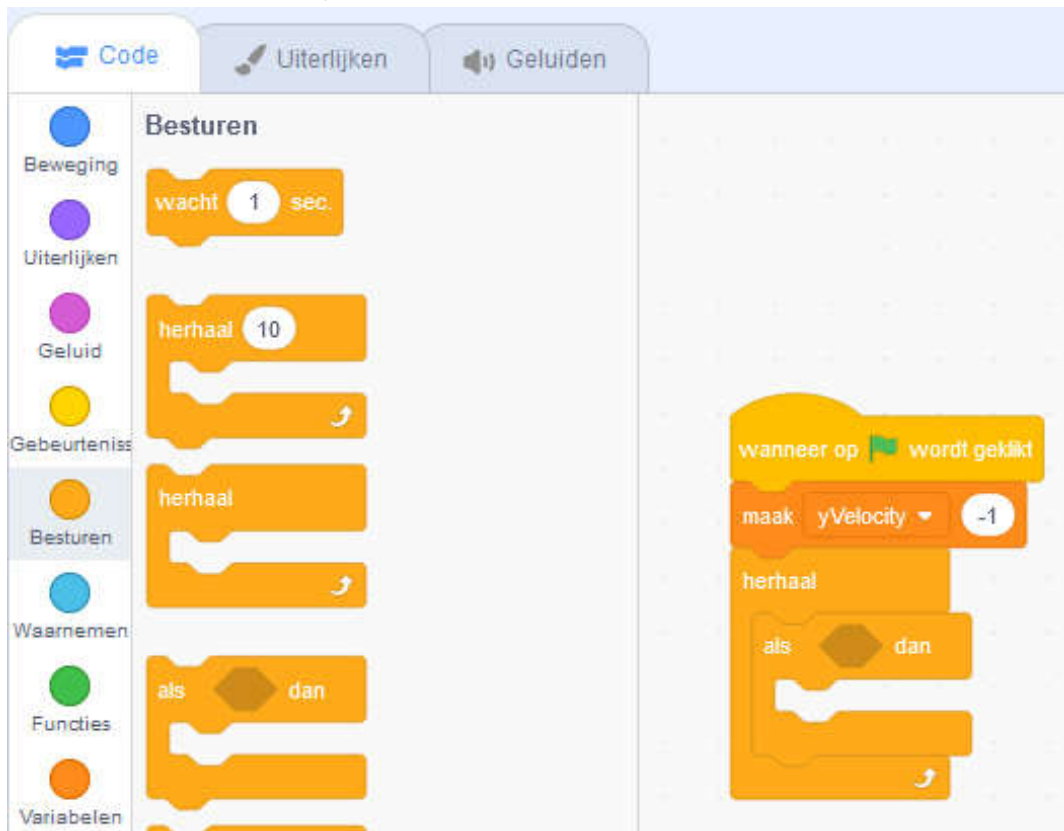 Code Uiterlijken Geluiden
Beweging
Uiterlijken
Geluid
Gebeurteniss
Besturen
Waarnemen
Functies
Variabelen
Besturen
wacht 1 sec.
herhaal 10
herhaal
als dan
wanneer op wordt geklikt
maak yVelocity -1
herhaal
als dan